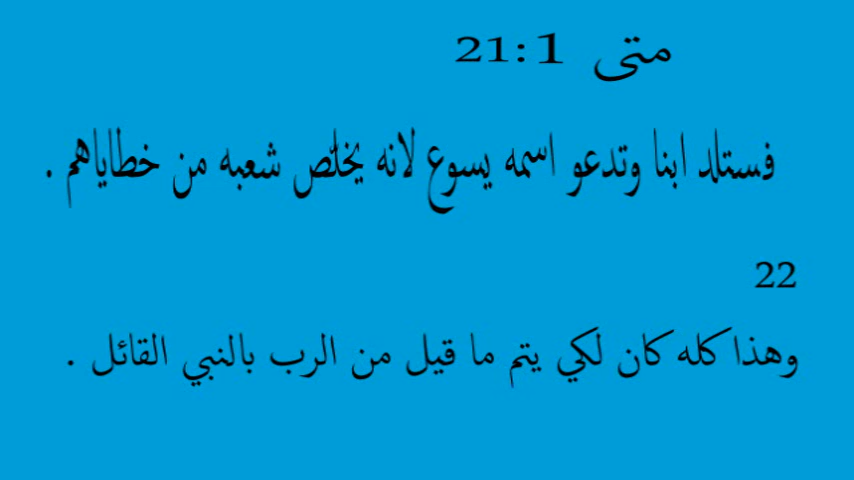 متى 1:21
فستلد ابنا وتدعو اسمه يسوع لانه يخلّص شعبه من خطاياهم .
22
وهذا كله كان لكي يتم ما قيل من الرب بالنبي القائل .